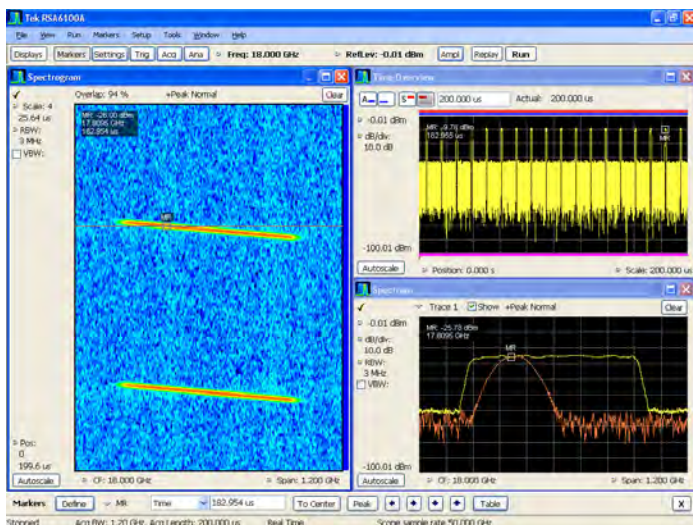 Tek RSA6100A
File View Run Markers Setup Tools Window Help
Displays Markers Settings Trig Acq Ana Freq: 18.000 GHz RefLev: -0.01 dBm Ampl Replay Run
Spectrogram
Overlap: 94 % +Peak Normal Clear
Scale: 4
25.64 us
RBW:
3 MHz
VBW:
MR: -26.00 dBm
17.8095 GHz
182.954 us
MR
Pos:
0
199.6 us
Autoscale CF: 18.000 GHz Span: 1.200 GHz
Time Overview
200.000 us Actual: 200.000 us
-0.01 dBm
dB/div:
10.0 dB
MR: -9.76 dBm
182.955 us
MR
-100.01 dBm
Autoscale Position: 0.000 s Scale: 200.000 us
Spectrum
Trace 1 Show +Peak Normal Clear
-0.01 dBm
dB/div:
10.0 dB
RBW:
3 MHz
VBW:
MR: -25.78 dBm
17.8095 GHz
MR
-100.01 dBm
Autoscale CF: 18.000 GHz Span: 1.200 GHz
Markers Define MR Time 182.954 us To Center Peak Table X
Stopped Acq BW: 1.20 GHz, Acq Length: 200.000 us Real Time Scope sample rate 50.000 GHz